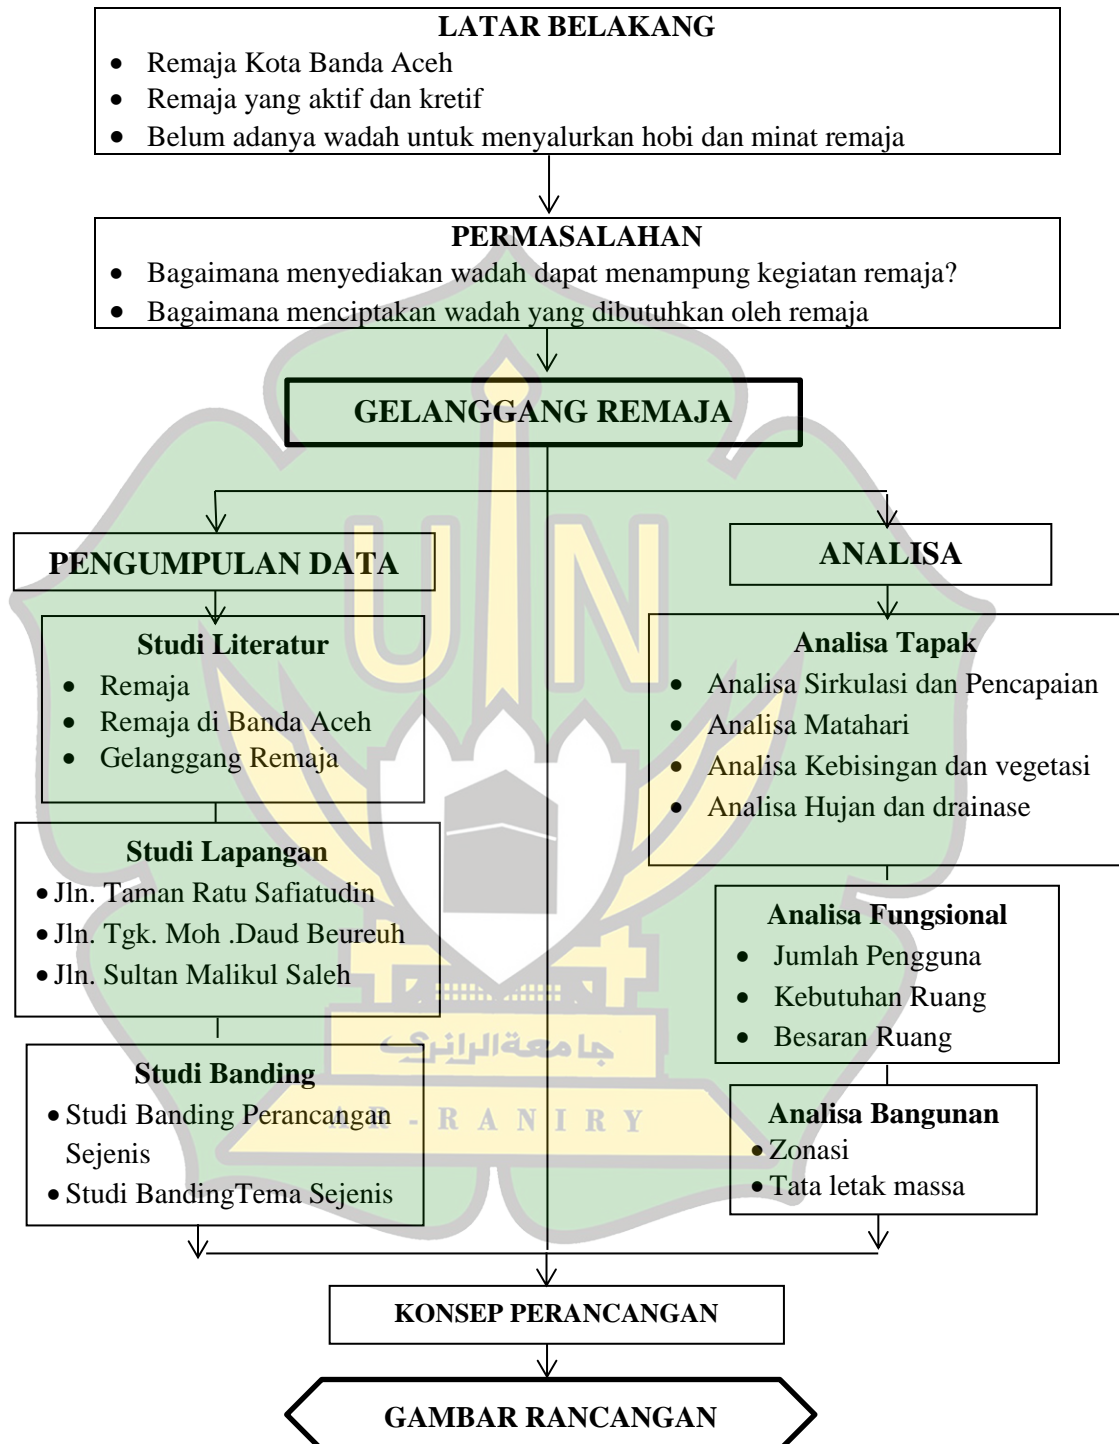 LATAR BELAKANG
• Remaja Kota Banda Aceh
• Remaja yang aktif dan kretif
• Belum adanya wadah untuk menyalurkan hobi dan minat remaja
PERMASALAHAN
• Bagaimana menyediakan wadah dapat menampung kegiatan remaja?
• Bagaimana menciptakan wadah yang dibutuhkan oleh remaja
GELANGGANG REMAJA
PENGUMPULAN DATA
Studi Literatur
• Remaja
• Remaja di Banda Aceh
• Gelanggang Remaja
Studi Lapangan
• Jln. Taman Ratu Safiatudin
• Jln. Tgk. Moh .Daud Beureuh
• Jln. Sultan Malikul Saleh
Studi Banding
• Studi Banding Perancangan
Sejenis
• Studi BandingTema Sejenis
ANALISA
Analisa Tapak
• Analisa Sirkulasi dan Pencapaian
• Analisa Matahari
• Analisa Kebisingan dan vegetasi
• Analisa Hujan dan drainase
Analisa Fungsional
• Jumlah Pengguna
• Kebutuhan Ruang
• Besaran Ruang
Analisa Bangunan
• Zonasi
• Tata letak massa
KONSEP PERANCANGAN
GAMBAR RANCANGAN
UIN
جامعة الرانري
AR - RANIRY